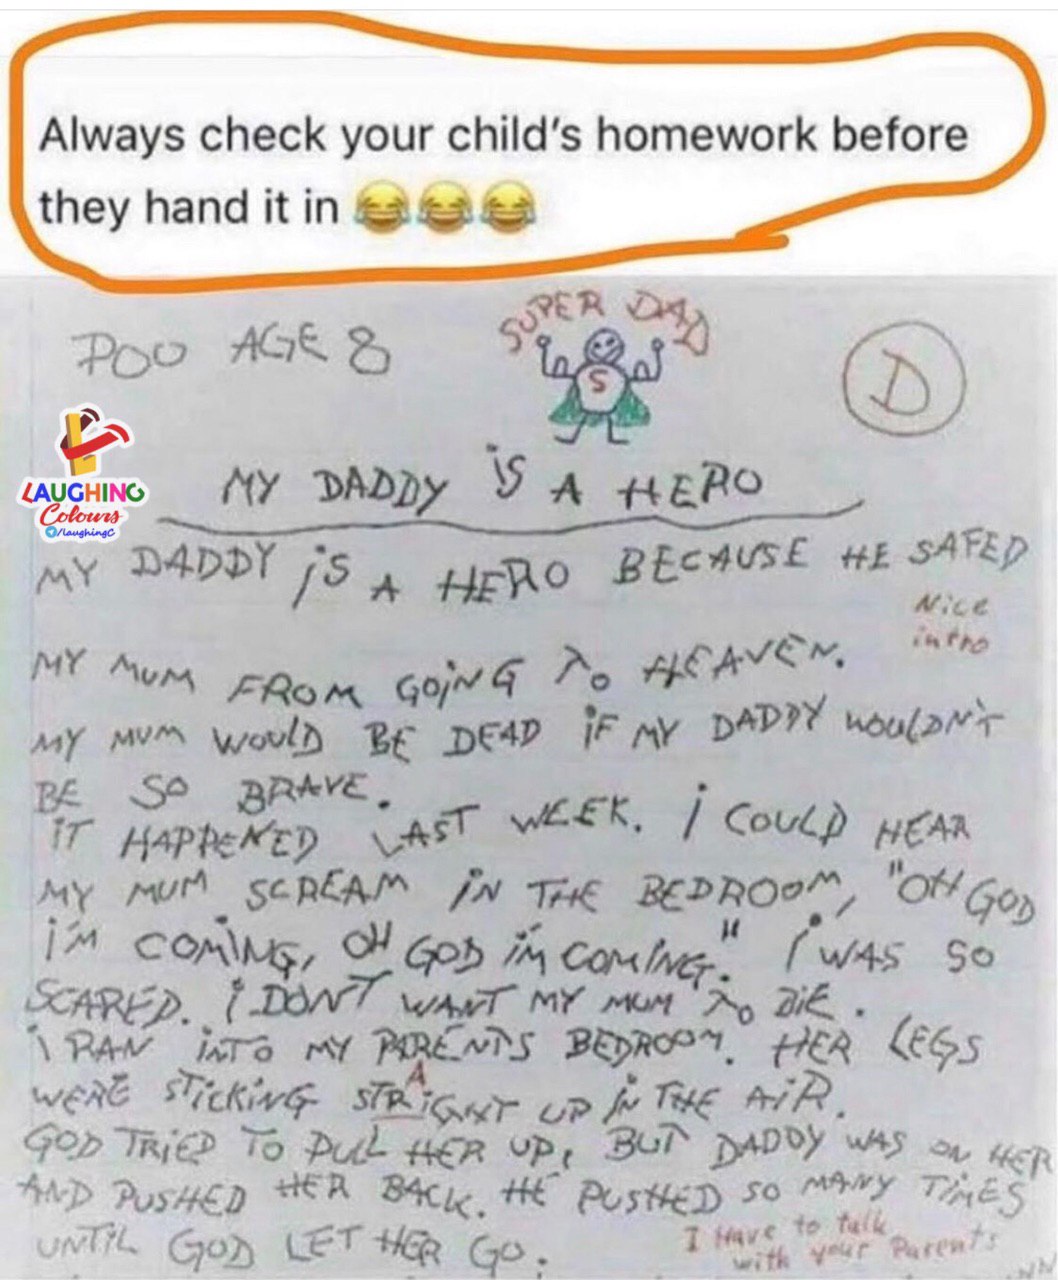 Always check your child's homework before
they hand it in 😂😂😂
POO AGE 8
SUPER DAD
S
D
LAUGHING
Colours
/laughingC
MY DADDY iS A HERO
MY DADDY iS A HERO BECAUSE HE SAFED
Nice
intro
MY MUM FROM GOiNG TO HEAVEN.
MY MUM WOULD BE DEAD iF MY DADDY WOULDN'T
BE SO BRAVE.
iT HAPPENED LAST WEEK. i COULD HEAR
MY MUM SCREAM iN THE BEDROOM, "OH GOD
i'M COMiNG, OH GOD iM COMiNG." i WAS SO
SCARED. i DON'T WANT MY MUM TO DiE.
i RAN iNTO MY PARENTS BEDROOM. HER LEGS
A
WERE STiCKiNG STRiGHT UP iN THE AiR.
GOD TRiED TO PULL HER UP, BUT DADDY WAS ON HER
AND PUSHED HER BACK. HE PUSHED SO MANY TiMES
UNTiL GOD LET HER GO.
I Have to talk
with your Parents